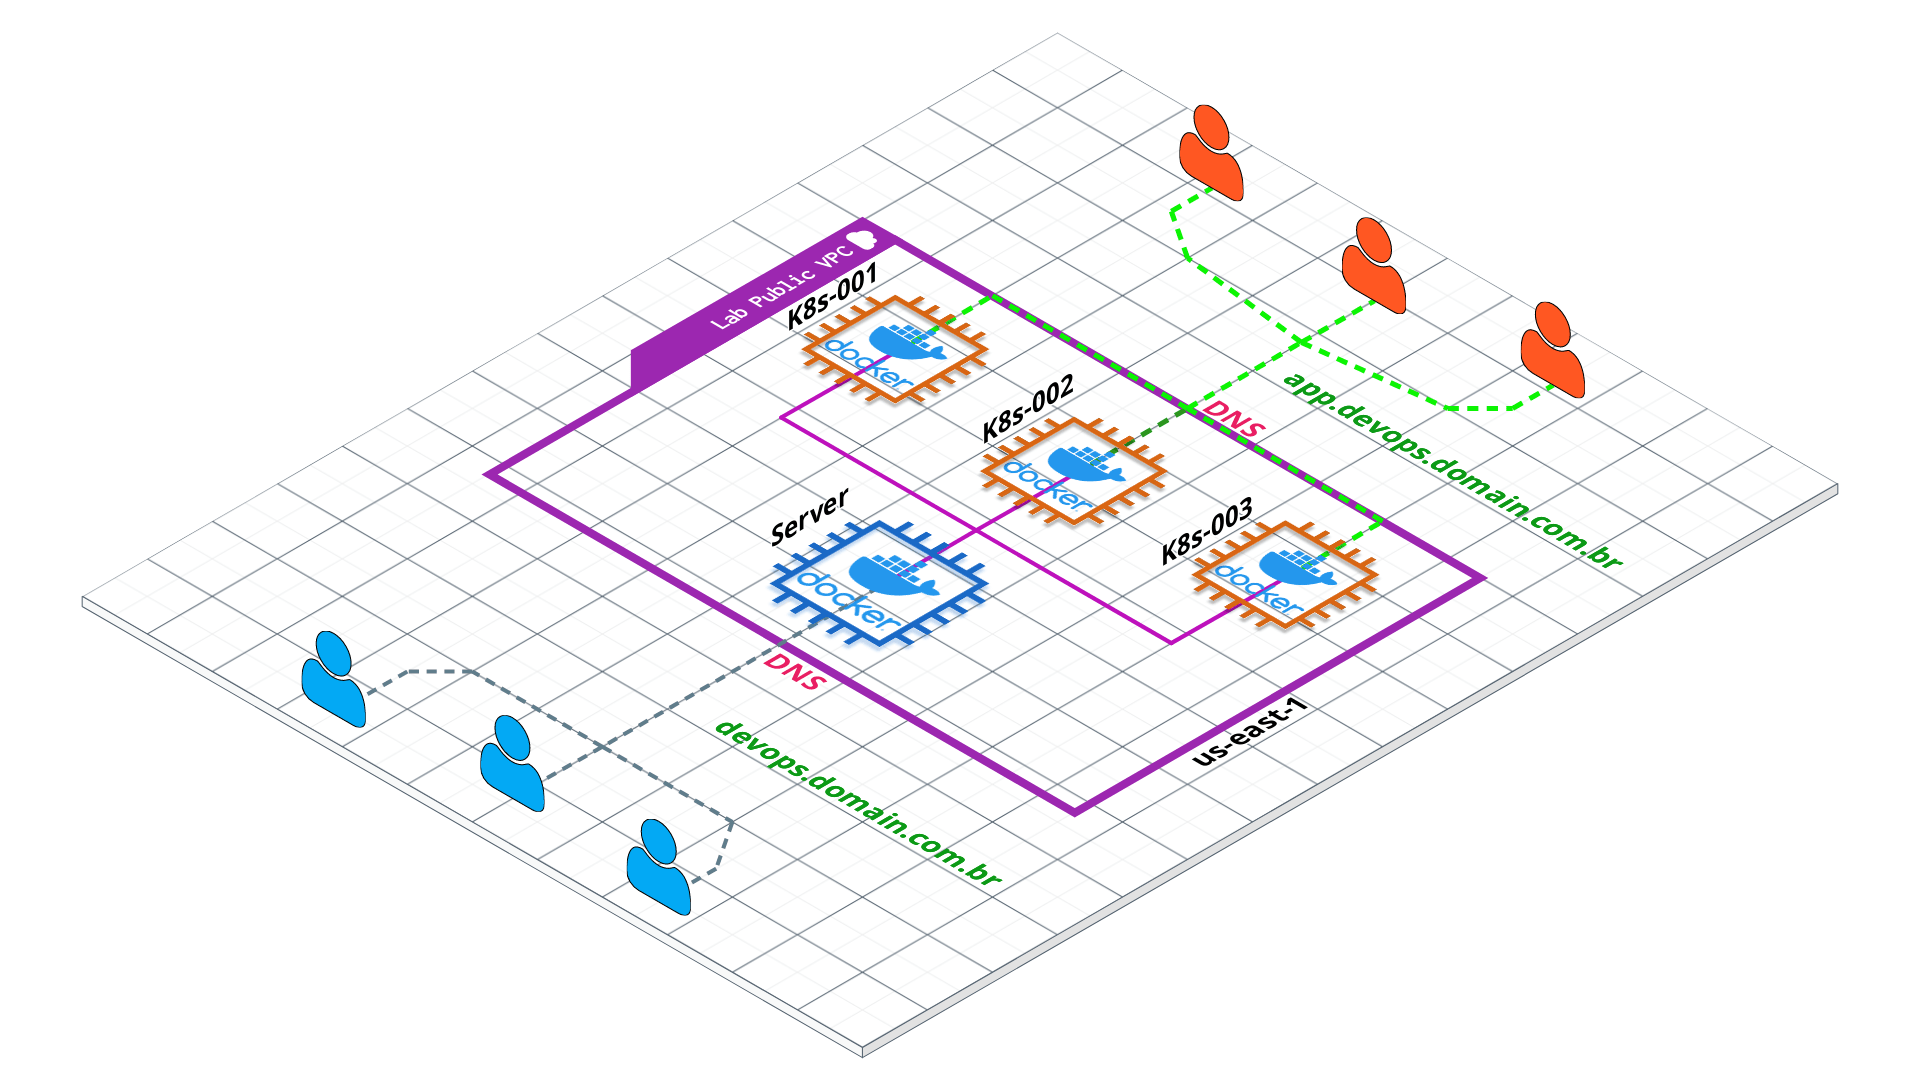 Lab Public VPC
K8s-001
docker
K8s-002
docker
DNS
app.devops.domain.com.br
Server
docker
K8s-003
docker
DNS
devops.domain.com.br
us-east-1